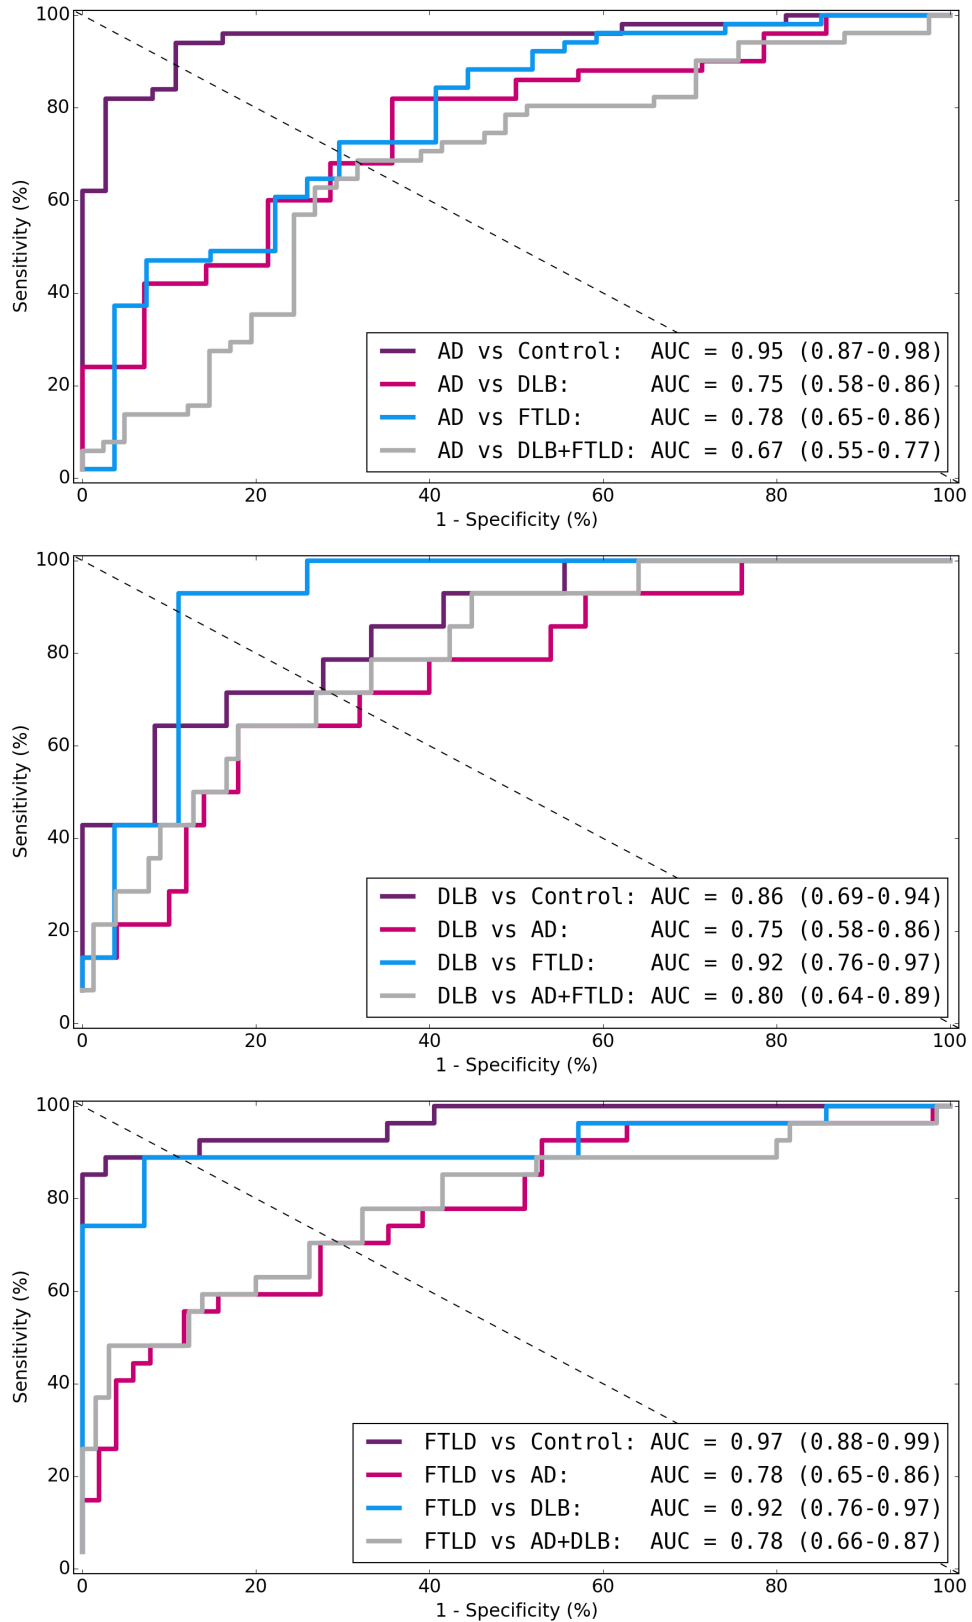 100
80
60
40
20
0
Sensitivity (%)
AD vs Control: AUC = 0.95 (0.87-0.98)
AD vs DLB: AUC = 0.75 (0.58-0.86)
AD vs FTLD: AUC = 0.78 (0.65-0.86)
AD vs DLB+FTLD: AUC = 0.67 (0.55-0.77)
0 20 40 60 80 100
1 - Specificity (%)
100
80
60
40
20
0
Sensitivity (%)
DLB vs Control: AUC = 0.86 (0.69-0.94)
DLB vs AD: AUC = 0.75 (0.58-0.86)
DLB vs FTLD: AUC = 0.92 (0.76-0.97)
DLB vs AD+FTLD: AUC = 0.80 (0.64-0.89)
0 20 40 60 80 100
1 - Specificity (%)
100
80
60
40
20
0
Sensitivity (%)
FTLD vs Control: AUC = 0.97 (0.88-0.99)
FTLD vs AD: AUC = 0.78 (0.65-0.86)
FTLD vs DLB: AUC = 0.92 (0.76-0.97)
FTLD vs AD+DLB: AUC = 0.78 (0.66-0.87)
0 20 40 60 80 100
1 - Specificity (%)